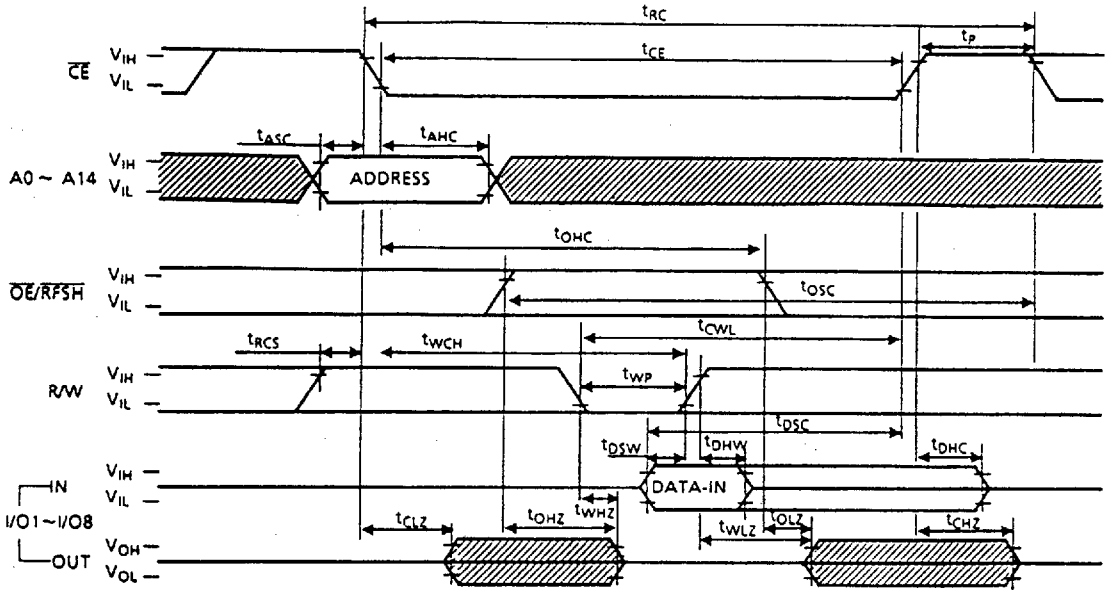 tRC
tP
VIH
CE
tCE
VIL
tASC
tAHC
VIH
A0 ~ A14
ADDRESS
VIL
tOHC
VIH
OE/RFSH
tOSC
VIL
tCWL
tRCS
tWCH
VIH
R/W
tWP
VIL
tDSC
tDSW
tDHW
tDHC
VIH
IN
DATA-IN
VIL
tWHZ
I/O1~I/O8
tCLZ
tOHZ
tWLZ
tOLZ
tCHZ
VOH
OUT
VOL